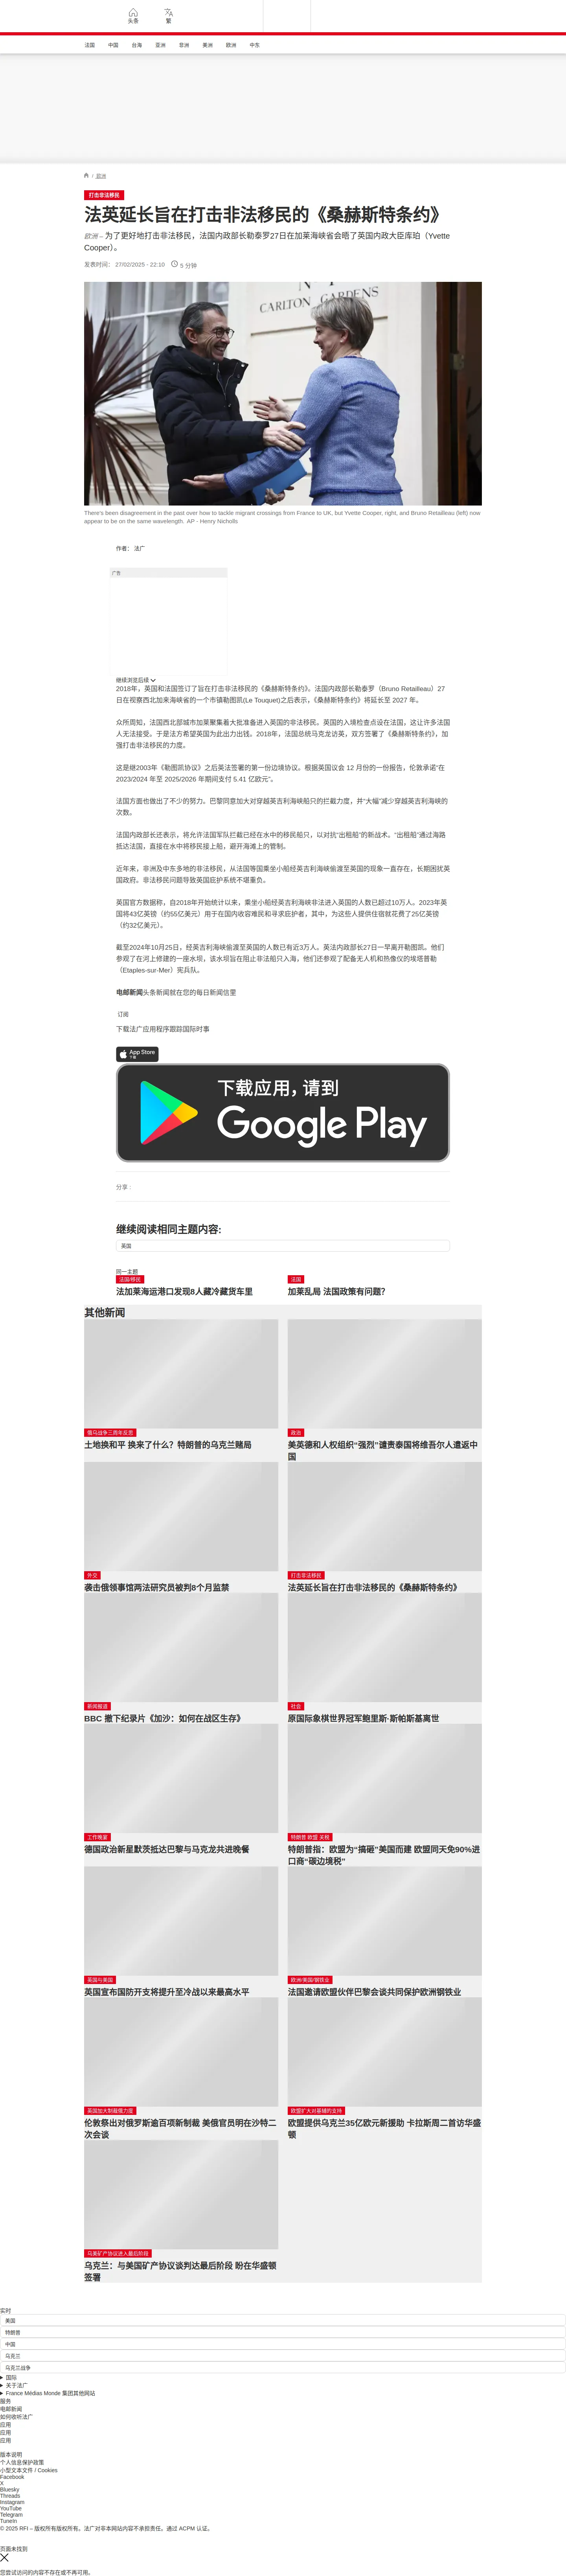 头条
繁
法国
中国
台海
亚洲
非洲
美洲
欧洲
中东
/ 欧洲
打击非法移民
法英延长旨在打击非法移民的《桑赫斯特条约》
欧洲 – 为了更好地打击非法移民，法国内政部长勒泰罗27日在加莱海峡省会晤了英国内政大臣库珀（Yvette
Cooper）。
发表时间： 27/02/2025 - 22:10
5 分钟
CARLTON GARDENS
There's been disagreement in the past over how to tackle migrant crossings from France to UK, but Yvette Cooper, right, and Bruno Retailleau (left) now
appear to be on the same wavelength. AP - Henry Nicholls
作者： 法广
广告
继续浏览后续
2018年，英国和法国签订了旨在打击非法移民的《桑赫斯特条约》。法国内政部长勒泰罗（Bruno Retailleau）27
日在视察西北加来海峡省的一个市镇勒图凯(Le Touquet)之后表示，《桑赫斯特条约》将延长至 2027 年。
众所周知，法国西北部城市加莱聚集着大批准备进入英国的非法移民。英国的入境检查点设在法国，这让许多法国
人无法接受。于是法方希望英国为此出力出钱。2018年，法国总统马克龙访英，双方签署了《桑赫斯特条约》，加
强打击非法移民的力度。
这是继2003年《勒图凯协议》之后英法签署的第一份边境协议。根据英国议会 12 月份的一份报告，伦敦承诺“在
2023/2024 年至 2025/2026 年期间支付 5.41 亿欧元”。
法国方面也做出了不少的努力。巴黎同意加大对穿越英吉利海峡船只的拦截力度，并“大幅”减少穿越英吉利海峡的
次数。
法国内政部长还表示，将允许法国军队拦截已经在水中的移民船只，以对抗“出租船”的新战术。“出租船”通过海路
抵达法国，直接在水中将移民接上船，避开海滩上的管制。
近年来，非洲及中东多地的非法移民，从法国等国乘坐小船经英吉利海峡偷渡至英国的现象一直存在，长期困扰英
国政府。非法移民问题导致英国庇护系统不堪重负。
英国官方数据称，自2018年开始统计以来，乘坐小船经英吉利海峡非法进入英国的人数已超过10万人。2023年英
国将43亿英镑（约55亿美元）用于在国内收容难民和寻求庇护者，其中，为这些人提供住宿就花费了25亿英镑
（约32亿美元）。
截至2024年10月25日，经英吉利海峡偷渡至英国的人数已有近3万人。英法内政部长27日一早离开勒图凯。他们
参观了在河上修建的一座水坝，该水坝旨在阻止非法船只入海，他们还参观了配备无人机和热像仪的埃塔普勒
（Etaples-sur-Mer）宪兵队。
电邮新闻头条新闻就在您的每日新闻信里
订阅
下载法广应用程序跟踪国际时事
App Store
下载
下载应用，请到
Google Play
分享 :
继续阅读相同主题内容:
英国
同一主题
法国/移民
法加莱海运港口发现8人藏冷藏货车里
法国
加莱乱局 法国政策有问题？
其他新闻
俄乌战争三周年反思
土地换和平 换来了什么？特朗普的乌克兰赌局
政治
美英德和人权组织“强烈”谴责泰国将维吾尔人遣返中
国
外交
袭击俄领事馆两法研究员被判8个月监禁
打击非法移民
法英延长旨在打击非法移民的《桑赫斯特条约》
新闻报道
BBC 撤下纪录片《加沙：如何在战区生存》
社会
原国际象棋世界冠军鲍里斯·斯帕斯基离世
工作晚宴
德国政治新星默茨抵达巴黎与马克龙共进晚餐
特朗普 欧盟 关税
特朗普指：欧盟为“搞砸”美国而建 欧盟同天免90%进
口商“碳边境税”
英国与美国
英国宣布国防开支将提升至冷战以来最高水平
欧洲/美国/钢铁业
法国邀请欧盟伙伴巴黎会谈共同保护欧洲钢铁业
英国加大制裁俄力度
伦敦祭出对俄罗斯逾百项新制裁 美俄官员明在沙特二
次会谈
欧盟扩大对基辅的支持
欧盟提供乌克兰35亿欧元新援助 卡拉斯周二首访华盛
顿
乌美矿产协议进入最后阶段
乌克兰：与美国矿产协议谈判达最后阶段 盼在华盛顿
签署
实时
美国
特朗普
中国
乌克兰
乌克兰战争
国际
关于法广
France Médias Monde 集团其他网站
服务
电邮新闻
如何收听法广
应用
应用
应用
版本说明
个人信息保护政策
小型文本文件 / Cookies
Facebook
X
Bluesky
Threads
Instagram
YouTube
Telegram
TuneIn
© 2025 RFI – 版权所有版权所有。法广对非本网站内容不承担责任。通过 ACPM 认证。
页面未找到
您尝试访问的内容不存在或不再可用。